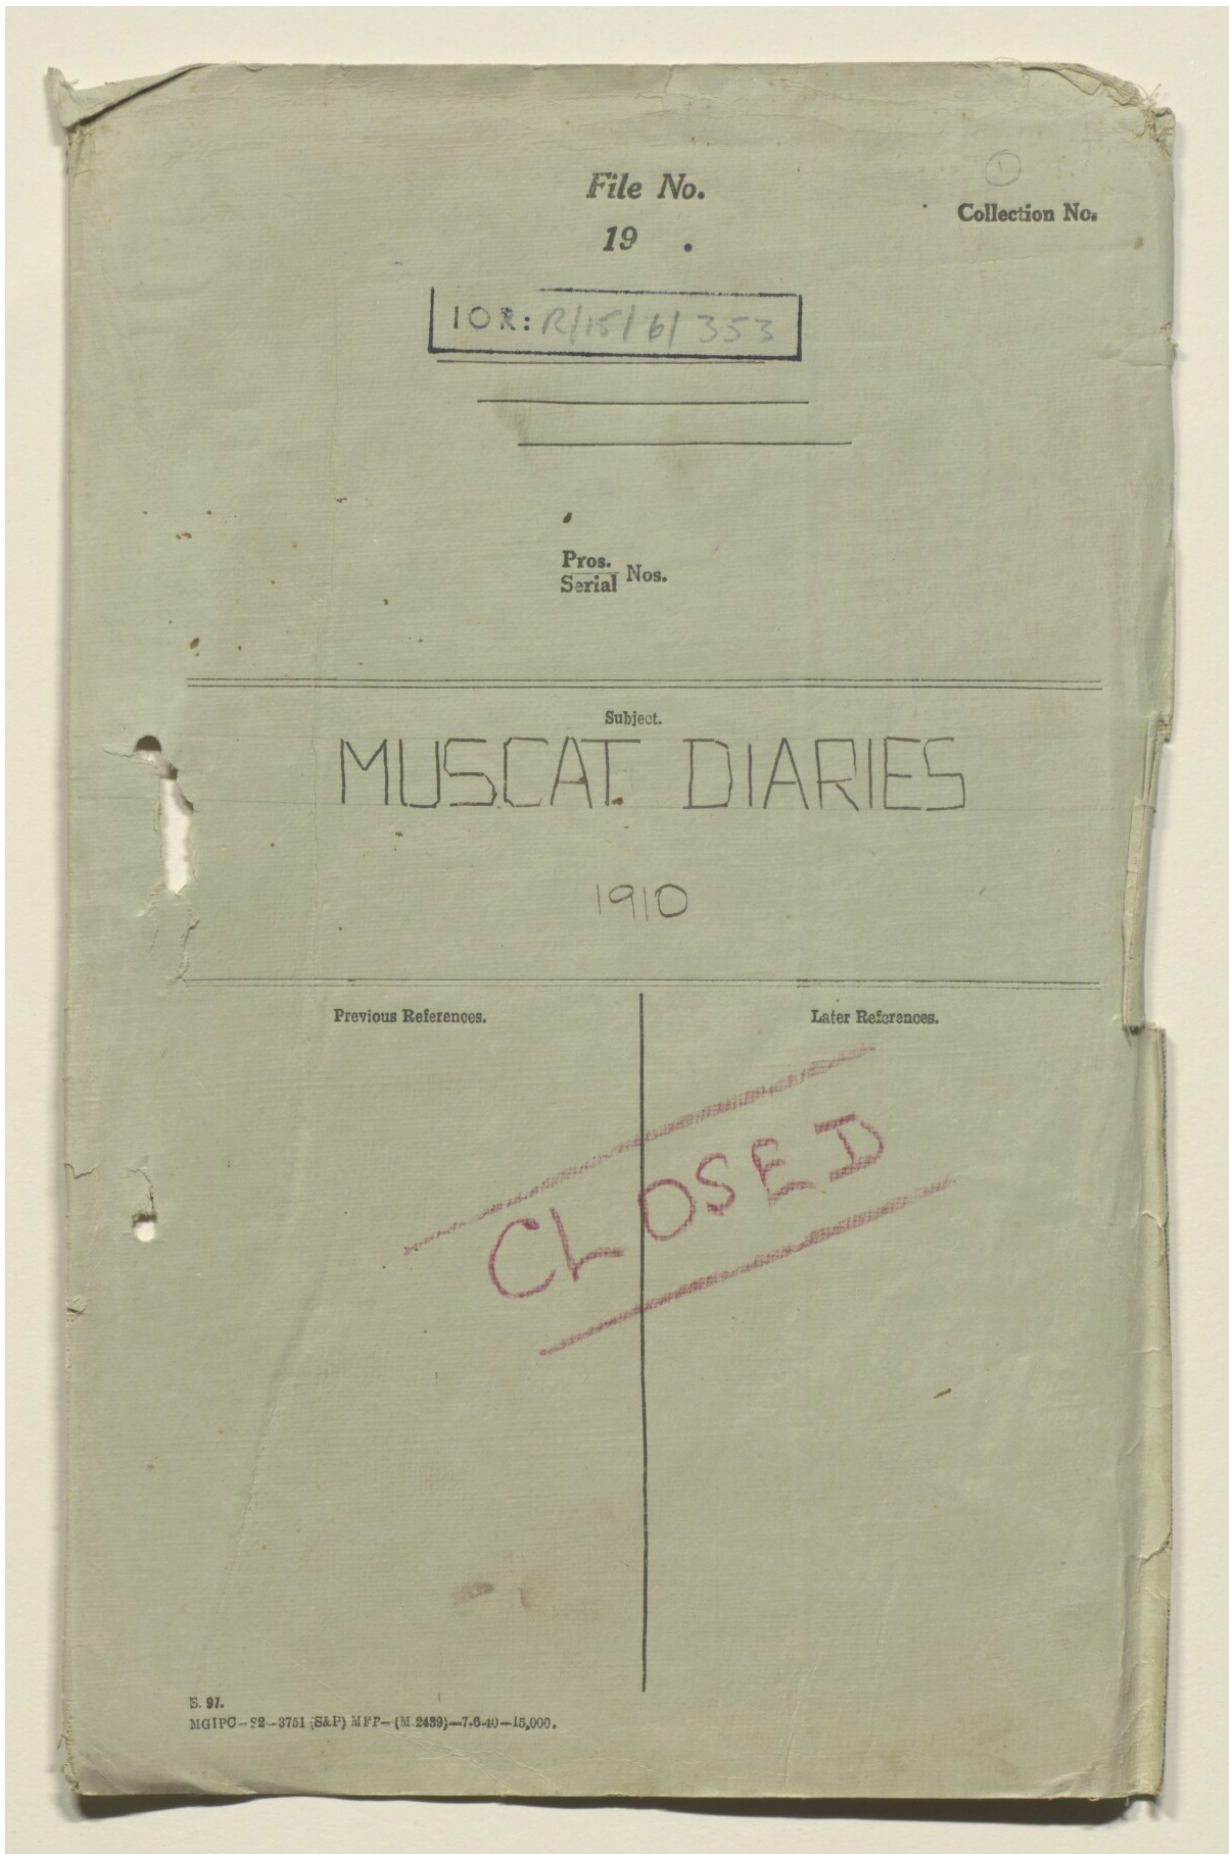 1
File No.
Collection No.
19 .
IOR: R/15/6/353
Pros.
Serial Nos.
Subject.
MUSCAT DIARIES
1910
Previous References.
Later References.
CLOSED
S. 97.
MGIPC—S2—3751 (S&P) MFP—(M.2439)—7-6-40—15,000.